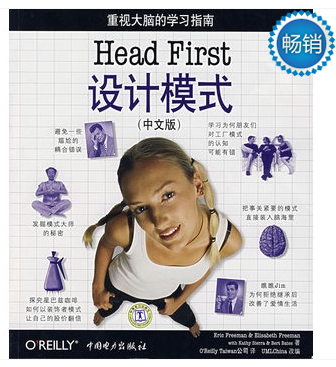 重视大脑的学习指南
畅销
Head First
设计模式
(中文版)
避免一些
尴尬的
耦合错误
学习为何朋友们
对工厂模式
的认知
可能有错
发掘模式大师
的秘密
把事关紧要的模式
直接装入脑海里
探究星巴兹咖啡
如何以装饰者模式
让自己的股价翻倍
瞧瞧Jim
为何拒绝继承后
改善了爱情生活
Eric Freeman & Elisabeth Freeman
with Kathy Sierra & Bert Bates 著
O'Reilly Taiwan公司 译 UMLChina 改编
O'REILLY®
中国电力出版社